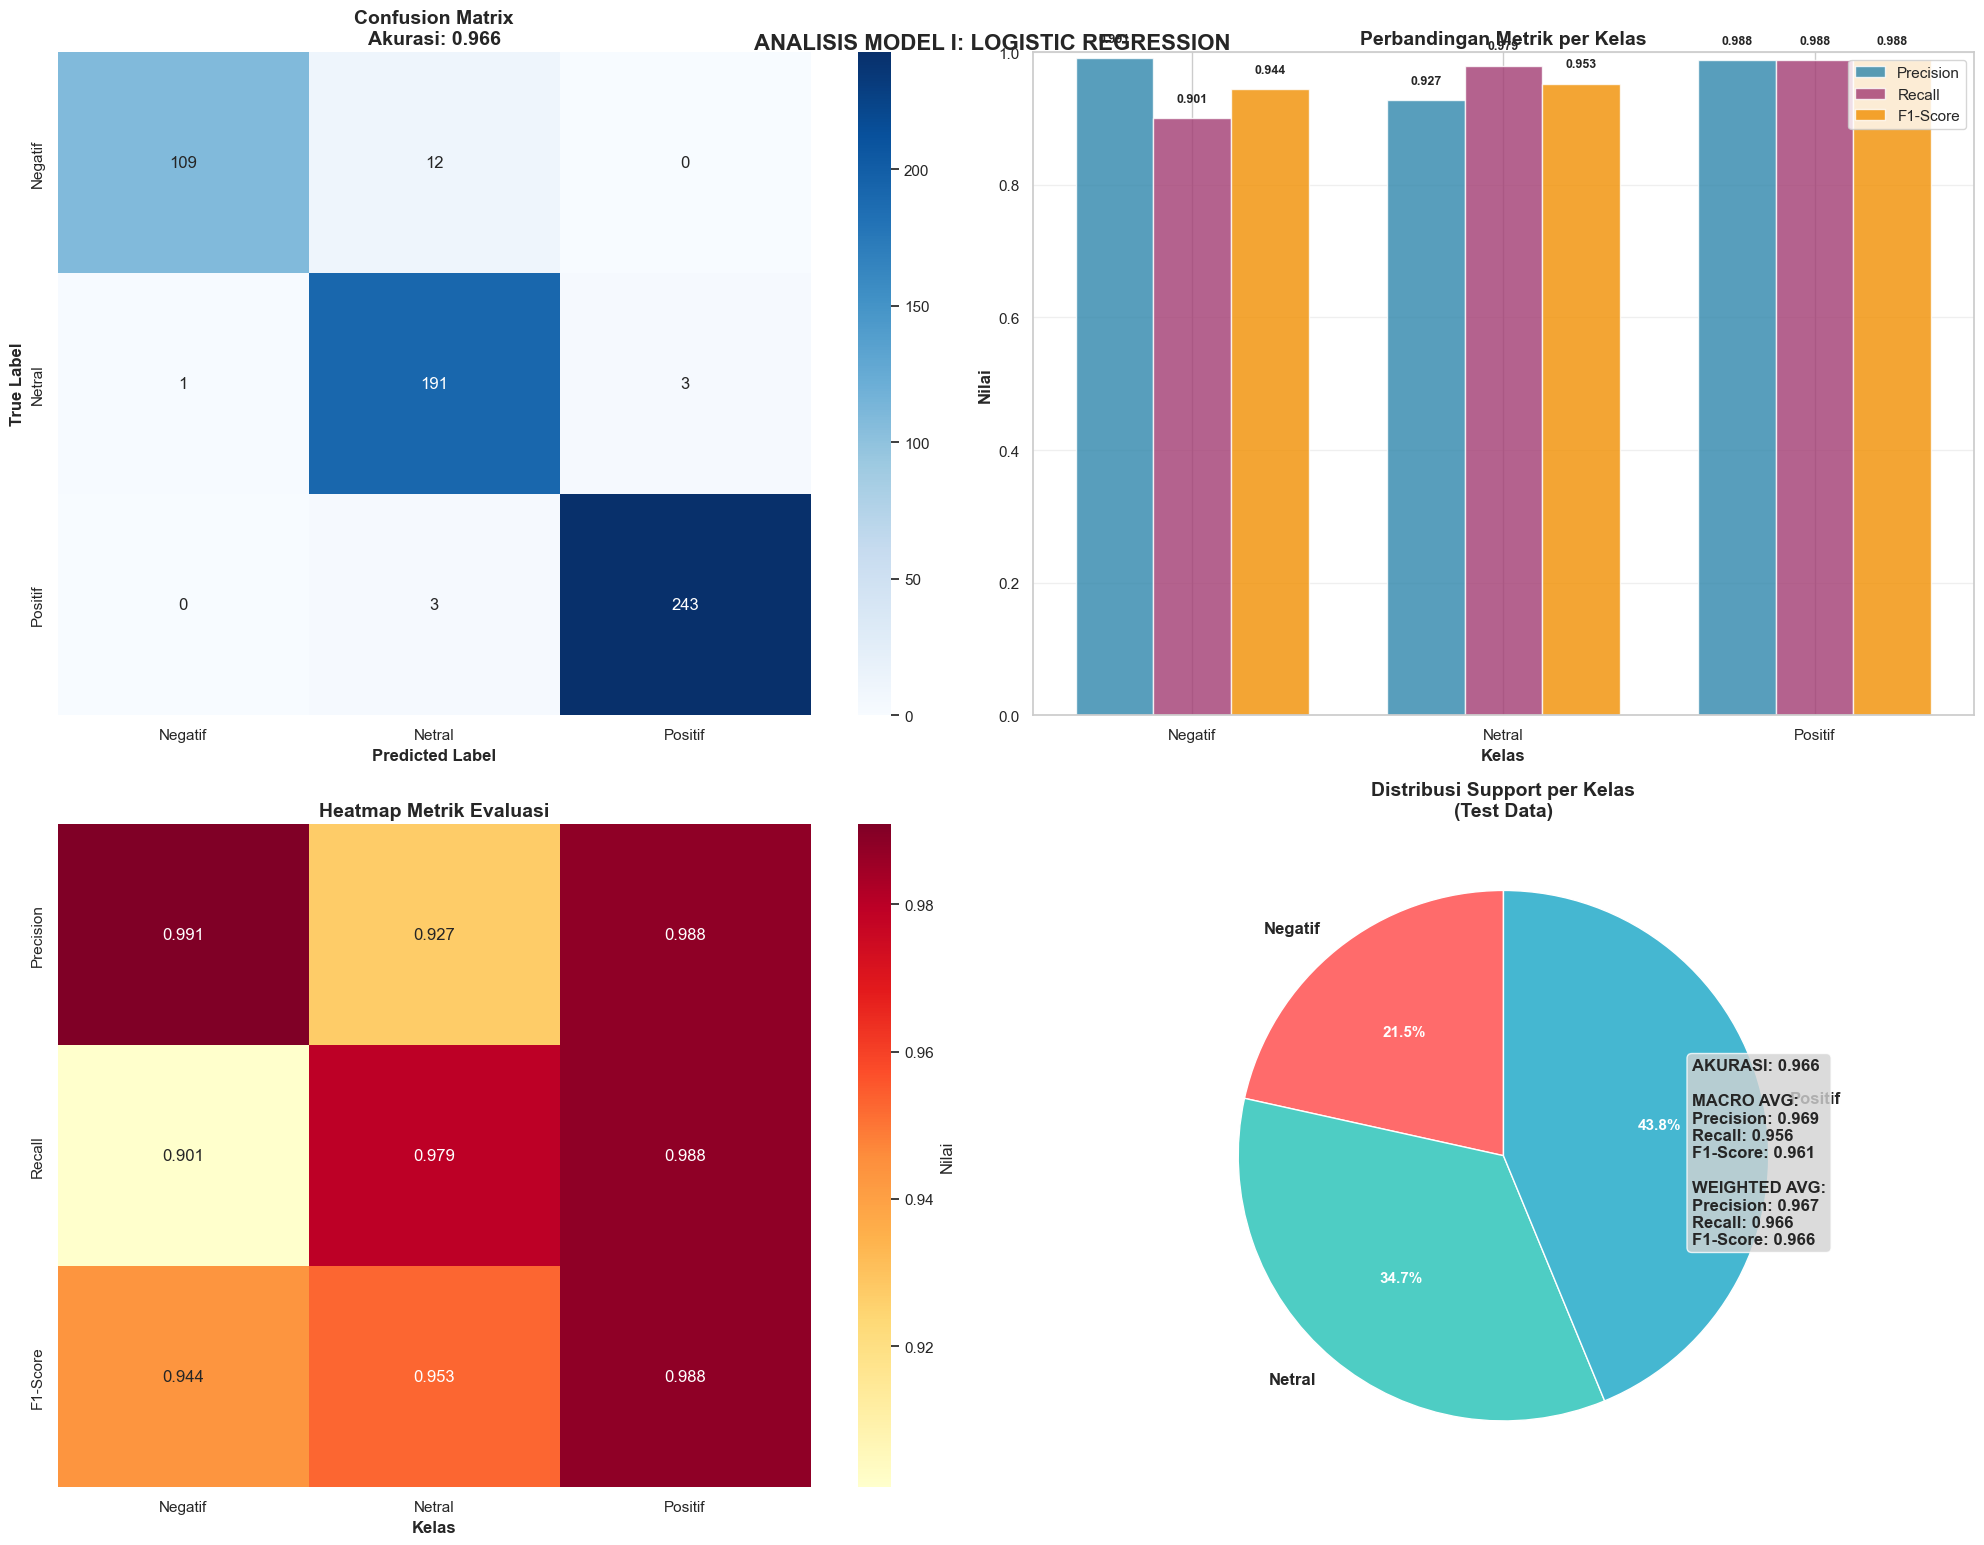 ANALISIS MODEL I: LOGISTIC REGRESSION
Confusion Matrix
Akurasi: 0.966
True Label
Negatif
109
12
0
Netral
1
191
3
Positif
0
3
243
Negatif
Netral
Positif
Predicted Label
200
150
100
50
0
Perbandingan Metrik per Kelas
Precision
Recall
F1-Score
0.901
0.944
0.927
0.979
0.953
0.988
0.988
0.988
Nilai
1.0
0.8
0.6
0.4
0.2
0.0
Negatif
Netral
Positif
Kelas
Heatmap Metrik Evaluasi
Precision
0.991
0.927
0.988
Recall
0.901
0.979
0.988
F1-Score
0.944
0.953
0.988
Negatif
Netral
Positif
Kelas
0.98
0.96
0.94
0.92
Nilai
Distribusi Support per Kelas
(Test Data)
Negatif
21.5%
Netral
34.7%
Positif
43.8%
AKURASI: 0.966
MACRO AVG:
Precision: 0.969
Recall: 0.956
F1-Score: 0.961
WEIGHTED AVG:
Precision: 0.967
Recall: 0.966
F1-Score: 0.966